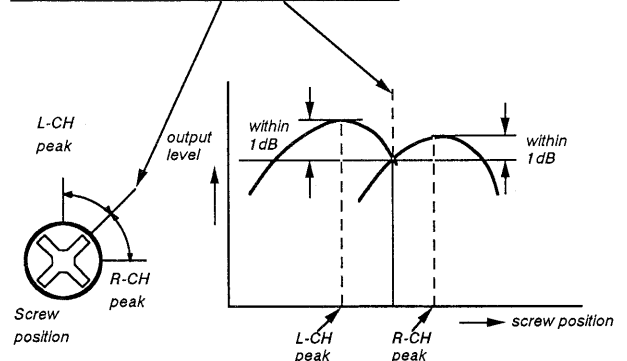 L-CH
peak
output
level
within
1dB
within
1dB
R-CH
peak
Screw
position
L-CH
peak
R-CH
peak
screw position